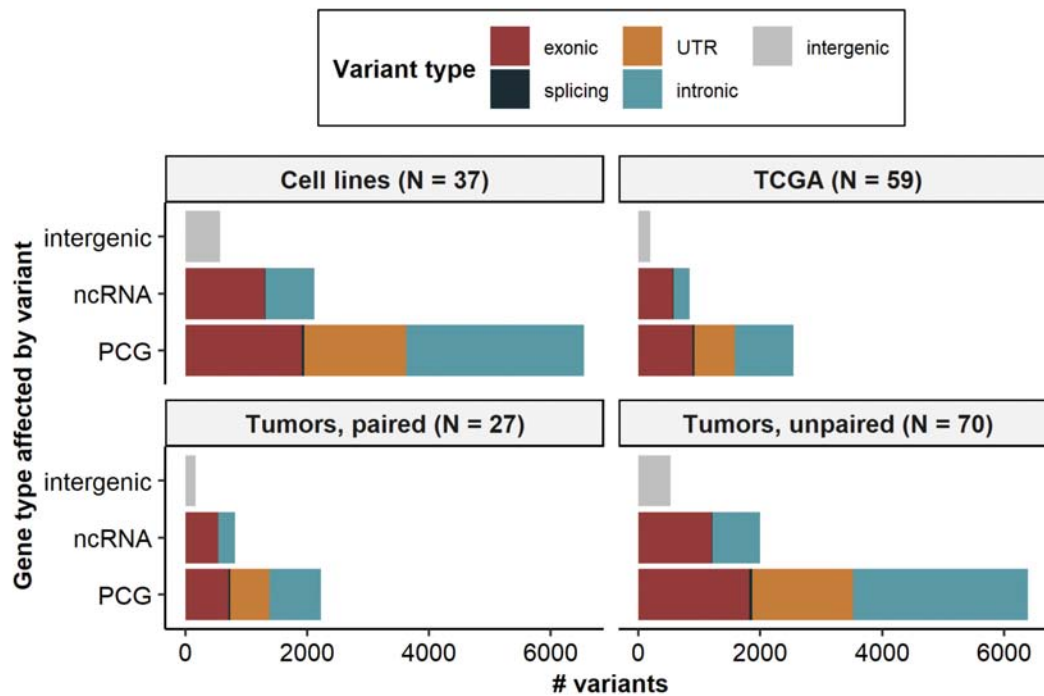 Variant type
exonic UTR intergenic
splicing intronic
Cell lines (N = 37) TCGA (N = 59)
intergenic
ncRNA
PCG
Tumors, paired (N = 27) Tumors, unpaired (N = 70)
intergenic
ncRNA
PCG
0 2000 4000 6000 0 2000 4000 6000
# variants
Gene type affected by variant